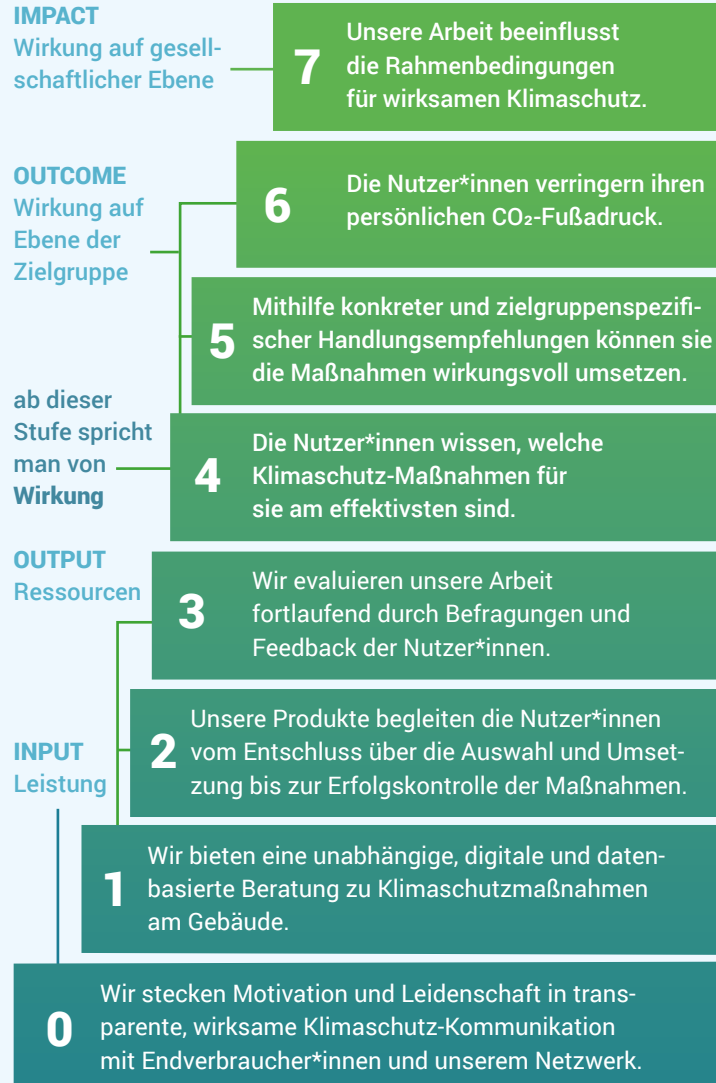 IMPACT
Wirkung auf gesell-
schaftlicher Ebene
7
Unsere Arbeit beeinflusst
die Rahmenbedingungen
für wirksamen Klimaschutz.
OUTCOME
Wirkung auf
Ebene der
Zielgruppe
6
Die Nutzer*innen verringern ihren
persönlichen CO₂-Fußadruck.
5
Mithilfe konkreter und zielgruppenspezifi-
scher Handlungsempfehlungen können sie
die Maßnahmen wirkungsvoll umsetzen.
ab dieser
Stufe spricht
man von
Wirkung
4
Die Nutzer*innen wissen, welche
Klimaschutz-Maßnahmen für
sie am effektivsten sind.
OUTPUT
Ressourcen
3
Wir evaluieren unsere Arbeit
fortlaufend durch Befragungen und
Feedback der Nutzer*innen.
2
Unsere Produkte begleiten die Nutzer*innen
vom Entschluss über die Auswahl und Umset-
zung bis zur Erfolgskontrolle der Maßnahmen.
INPUT
Leistung
1
Wir bieten eine unabhängige, digitale und daten-
basierte Beratung zu Klimaschutzmaßnahmen
am Gebäude.
0
Wir stecken Motivation und Leidenschaft in trans-
parente, wirksame Klimaschutz-Kommunikation
mit Endverbraucher*innen und unserem Netzwerk.